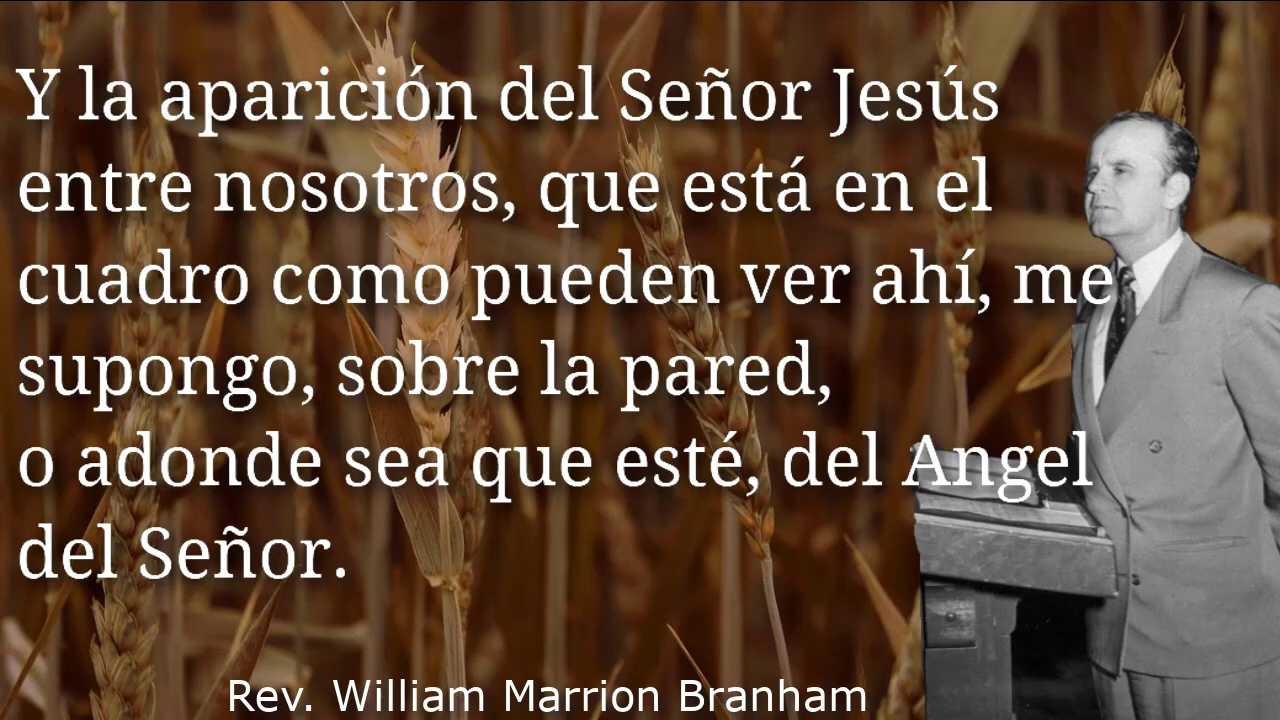 Y la aparición del Señor Jesús
entre nosotros, que está en el
cuadro como pueden ver ahí, me
supongo, sobre la pared,
o adonde sea que esté, del Angel
del Señor.
Rev. William Marrion Branham